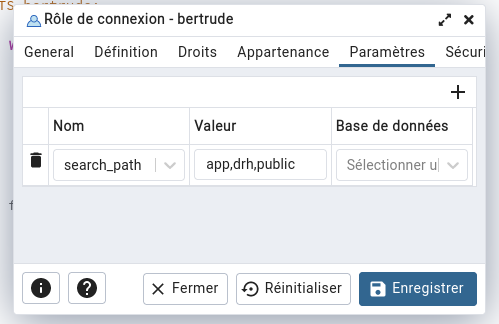 Rôle de connexion - bertrude
General Définition Droits Appartenance Paramètres Sécuri
Nom Valeur Base de données
search_path app,drh,public Sélectionner u
Fermer Réinitialiser Enregistrer